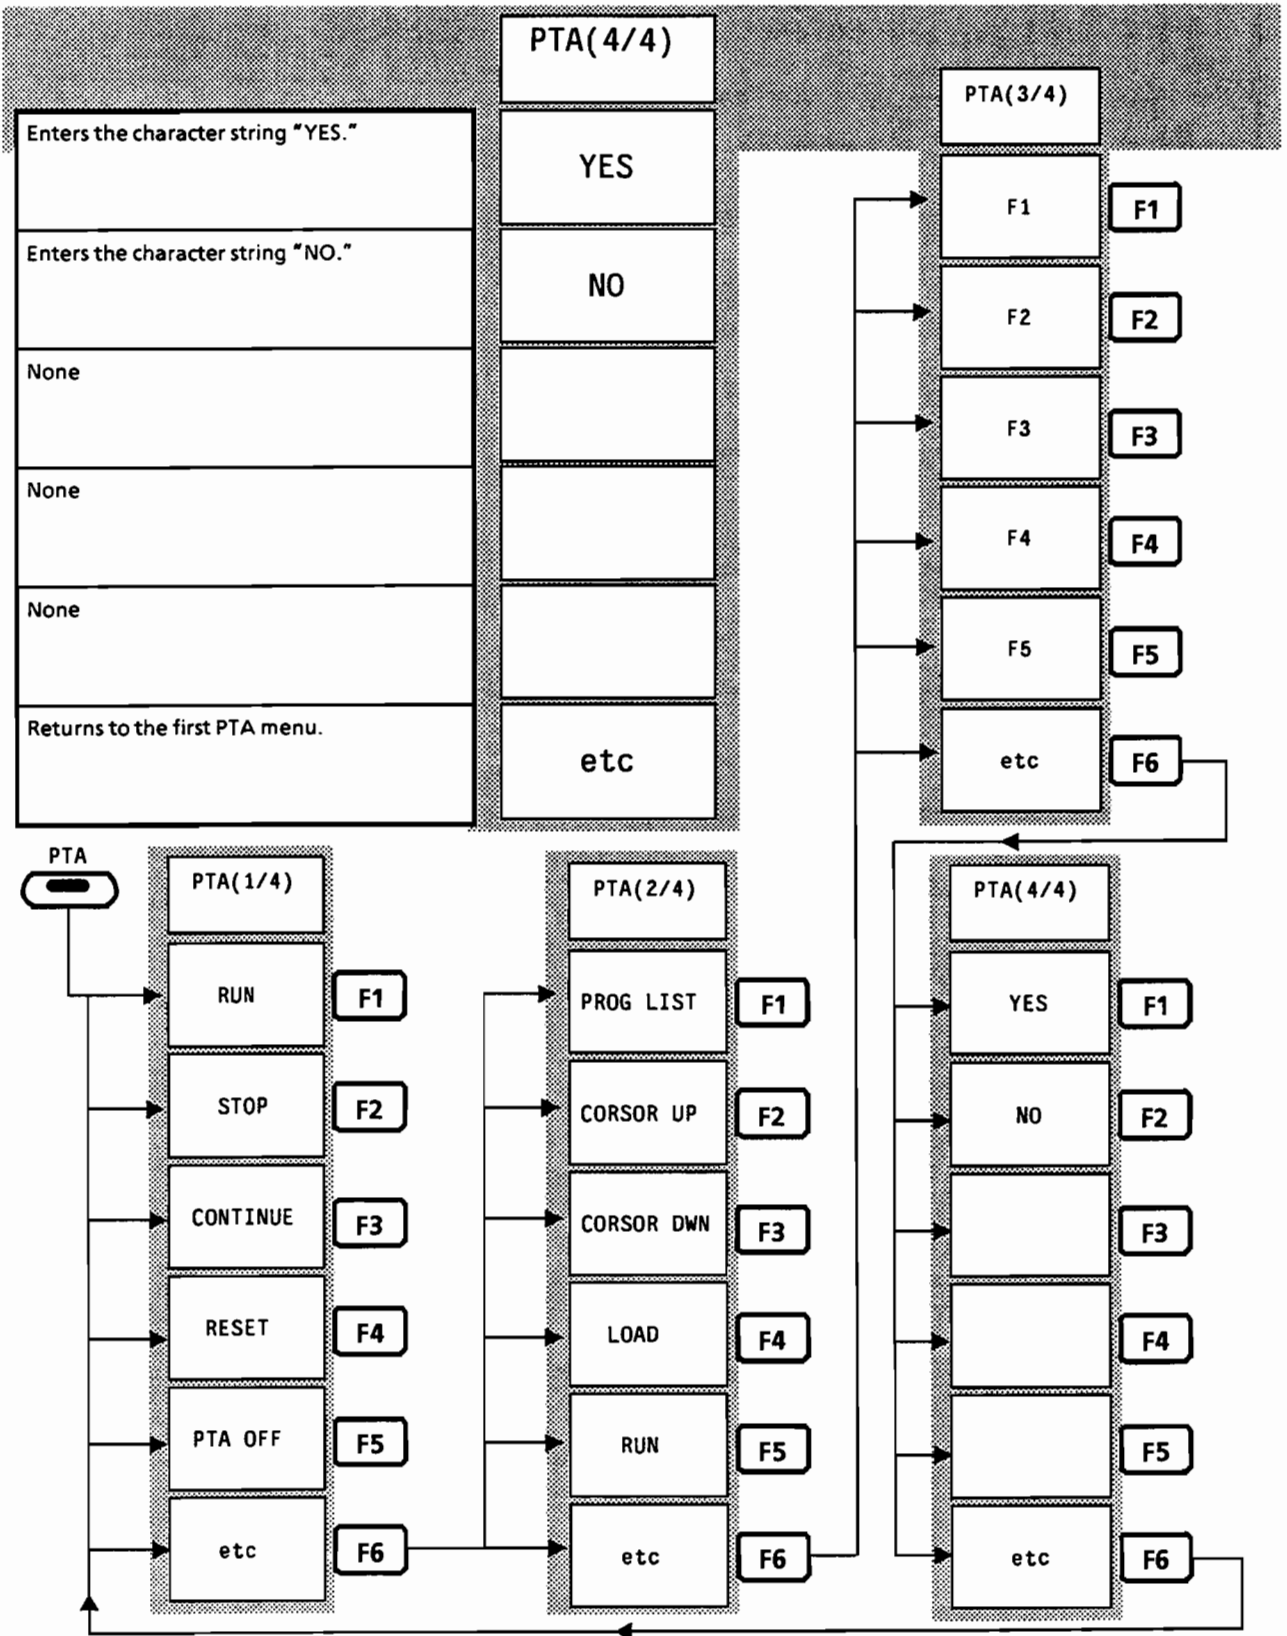 PTA(4/4)
Enters the character string "YES."
YES
Enters the character string "NO."
NO
None
None
None
Returns to the first PTA menu.
etc
PTA(3/4)
F1
F1
F2
F2
F3
F3
F4
F4
F5
F5
etc
F6
PTA
PTA(1/4)
RUN
F1
STOP
F2
CONTINUE
F3
RESET
F4
PTA OFF
F5
etc
F6
PTA(2/4)
PROG LIST
F1
CORSOR UP
F2
CORSOR DWN
F3
LOAD
F4
RUN
F5
etc
F6
PTA(4/4)
YES
F1
NO
F2
F3
F4
F5
etc
F6